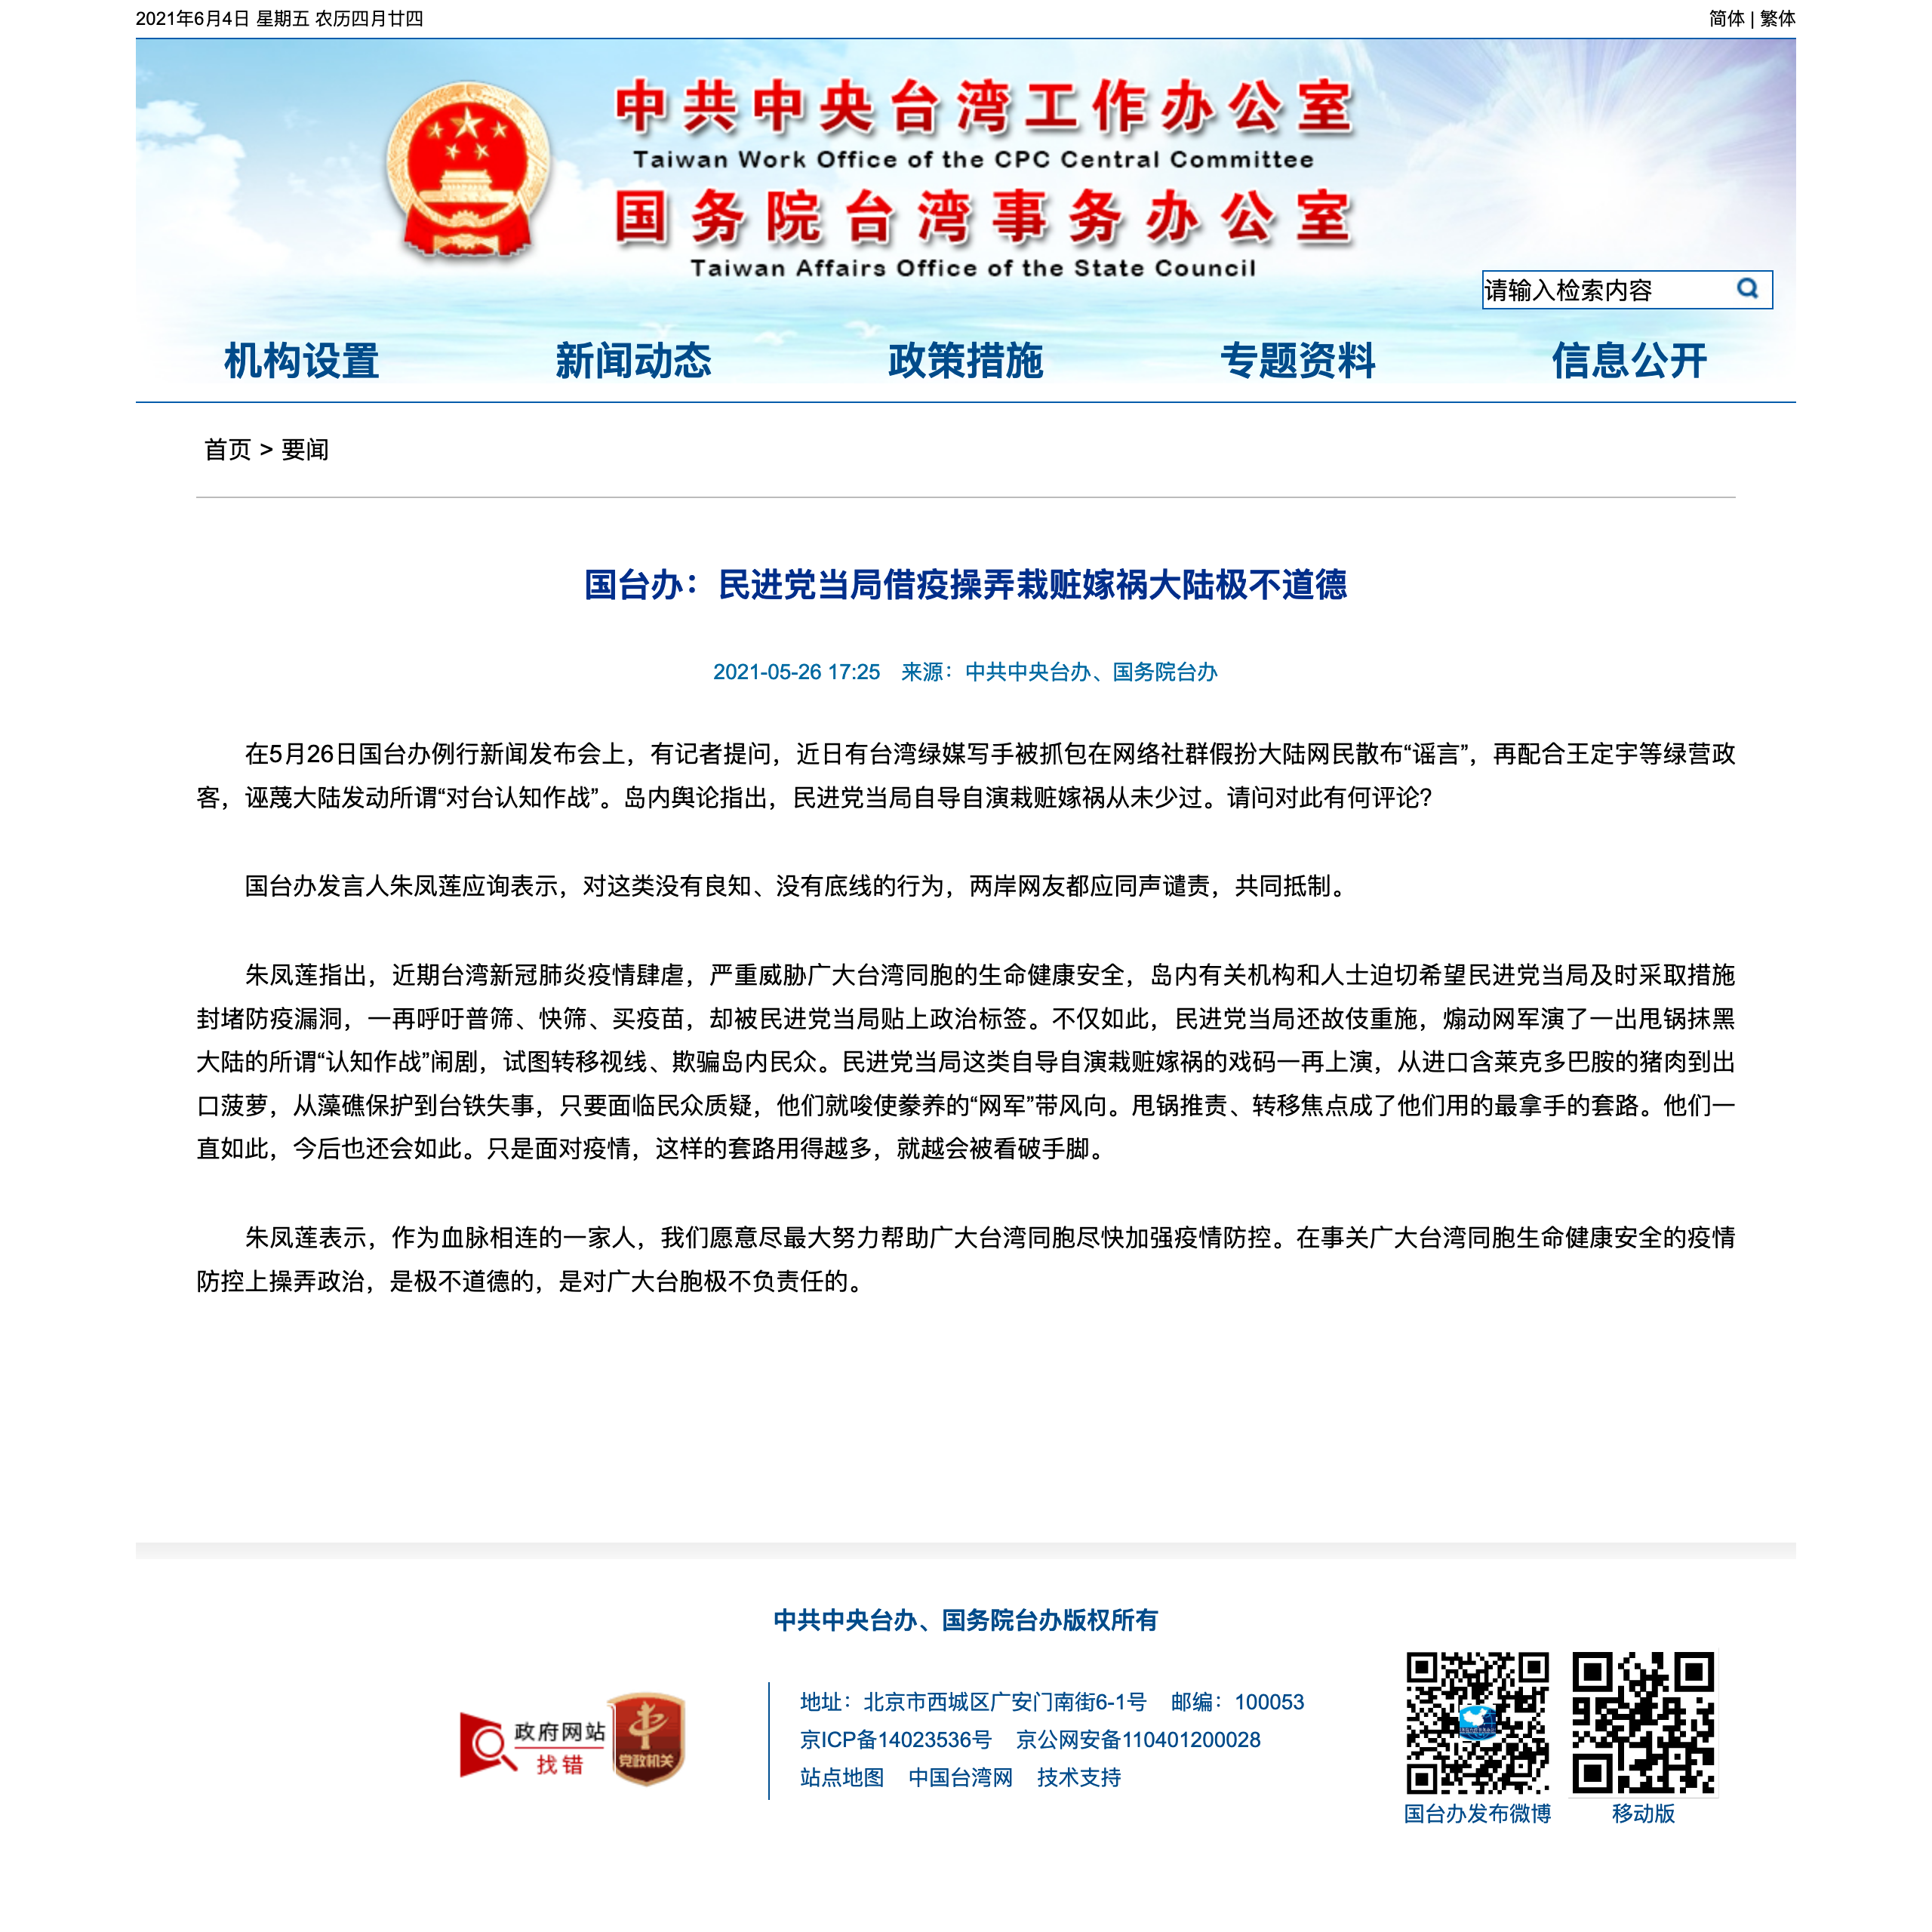 2021年6月4日 星期五 农历四月廿四
简体 | 繁体
中共中央台湾工作办公室
Taiwan Work Office of the CPC Central Committee
国务院台湾事务办公室
Taiwan Affairs Office of the State Council
请输入检索内容
机构设置 新闻动态 政策措施 专题资料 信息公开
首页 > 要闻
国台办：民进党当局借疫操弄栽赃嫁祸大陆极不道德
2021-05-26 17:25 来源：中共中央台办、国务院台办
在5月26日国台办例行新闻发布会上，有记者提问，近日有台湾绿媒写手被抓包在网络社群假扮大陆网民散布“谣言”，再配合王定宇等绿营政
客，诬蔑大陆发动所谓“对台认知作战”。岛内舆论指出，民进党当局自导自演栽赃嫁祸从未少过。请问对此有何评论？
国台办发言人朱凤莲应询表示，对这类没有良知、没有底线的行为，两岸网友都应同声谴责，共同抵制。
朱凤莲指出，近期台湾新冠肺炎疫情肆虐，严重威胁广大台湾同胞的生命健康安全，岛内有关机构和人士迫切希望民进党当局及时采取措施
封堵防疫漏洞，一再呼吁普筛、快筛、买疫苗，却被民进党当局贴上政治标签。不仅如此，民进党当局还故伎重施，煽动网军演了一出甩锅抹黑
大陆的所谓“认知作战”闹剧，试图转移视线、欺骗岛内民众。民进党当局这类自导自演栽赃嫁祸的戏码一再上演，从进口含莱克多巴胺的猪肉到出
口菠萝，从藻礁保护到台铁失事，只要面临民众质疑，他们就唆使豢养的“网军”带风向。甩锅推责、转移焦点成了他们用的最拿手的套路。他们一
直如此，今后也还会如此。只是面对疫情，这样的套路用得越多，就越会被看破手脚。
朱凤莲表示，作为血脉相连的一家人，我们愿意尽最大努力帮助广大台湾同胞尽快加强疫情防控。在事关广大台湾同胞生命健康安全的疫情
防控上操弄政治，是极不道德的，是对广大台胞极不负责任的。
中共中央台办、国务院台办版权所有
政府网站
找错
党政机关
地址：北京市西城区广安门南街6-1号 邮编：100053
京ICP备14023536号 京公网安备110401200028
站点地图 中国台湾网 技术支持
国台办发布微博
移动版